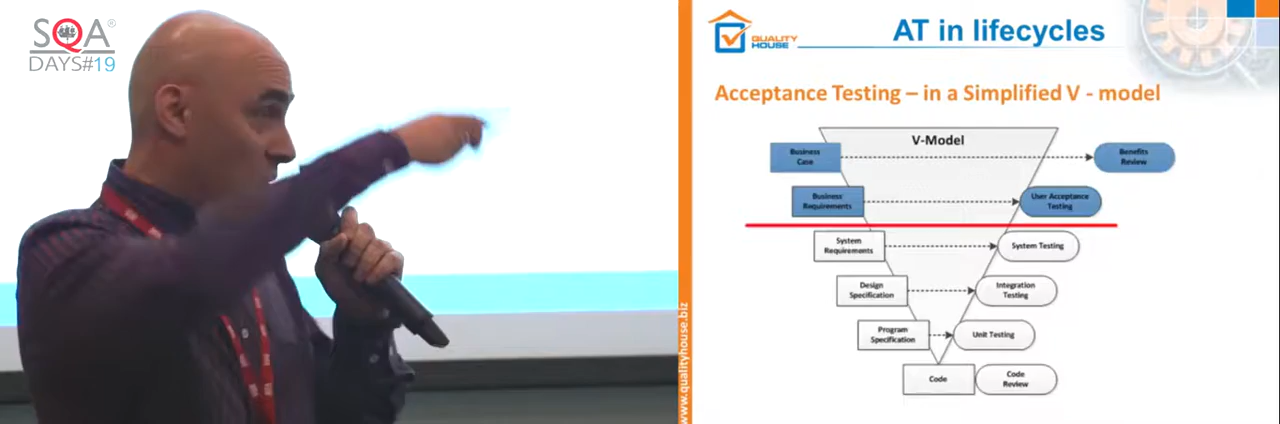 SQA®
DAYS#19
QUALITY
HOUSE
AT in lifecycles
Acceptance Testing – in a Simplified V - model
V-Model
Business
Case
Benefits
Review
Business
Requirements
User Acceptance
Testing
System
Requirements
System Testing
Design
Specification
Integration
Testing
Program
Specification
Unit Testing
Code
Code
Review
www.qualityhouse.biz